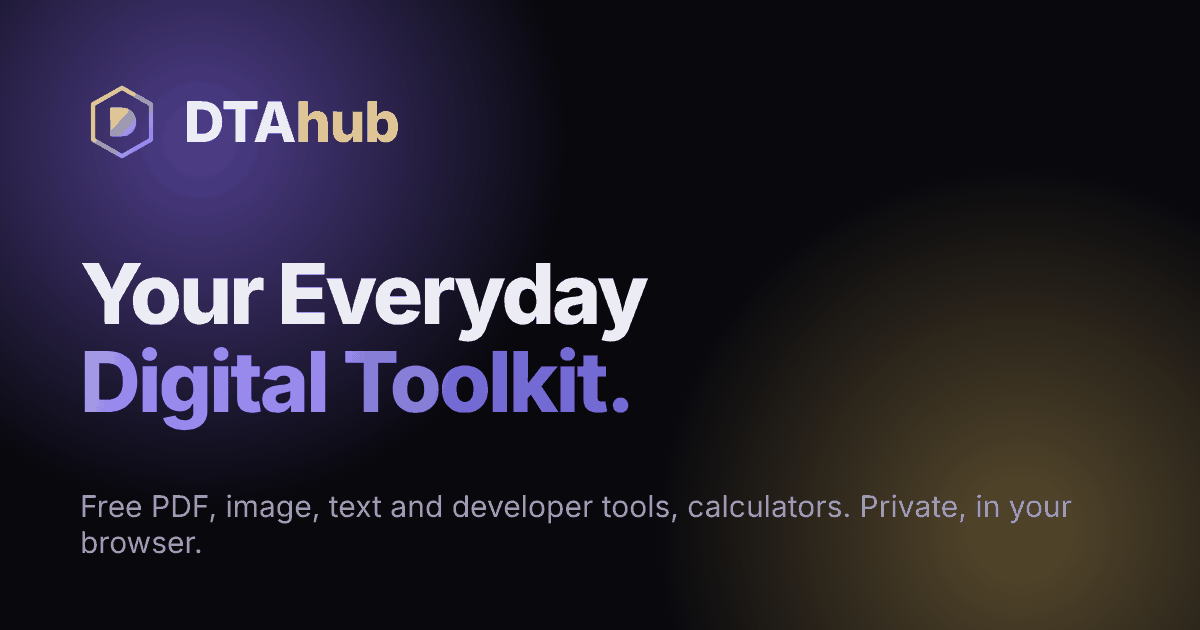 DTAhub
Your Everyday
Digital Toolkit.
Free PDF, image, text and developer tools, calculators. Private, in your
browser.